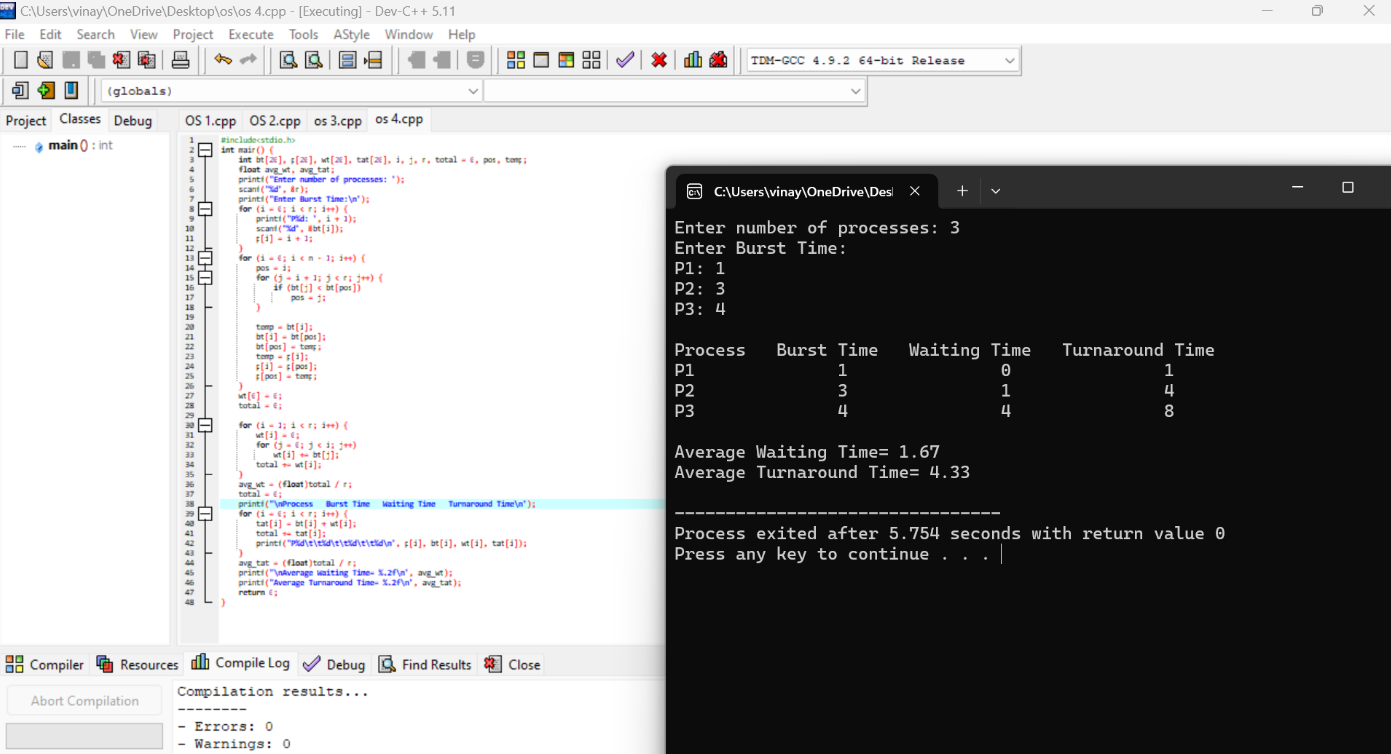 C:\Users\vinay\OneDrive\Desktop\os\os 4.cpp - [Executing] - Dev-C++ 5.11
File Edit Search View Project Execute Tools AStyle Window Help
TDM-GCC 4.9.2 64-bit Release
(globals)
Project Classes Debug
OS 1.cpp OS 2.cpp os 3.cpp os 4.cpp
main () : int
1 #include<stdio.h>
2 int main() {
3 int bt[20], p[20], wt[20], tat[20], i, j, n, total = 0, pos, temp;
4 float avg_wt, avg_tat;
5 printf("Enter number of processes: ");
6 scanf("%d", &n);
7 printf("Enter Burst Time:\n");
8 for (i = 0; i < n; i++) {
9 printf("P%d: ", i + 1);
10 scanf("%d", &bt[i]);
11 p[i] = i + 1;
12 }
13 for (i = 0; i < n - 1; i++) {
14 pos = i;
15 for (j = i + 1; j < n; j++) {
16 if (bt[j] < bt[pos])
17 pos = j;
18 }
19
20 temp = bt[i];
21 bt[i] = bt[pos];
22 bt[pos] = temp;
23 temp = p[i];
24 p[i] = p[pos];
25 p[pos] = temp;
26 }
27 wt[0] = 0;
28 total = 0;
29
30 for (i = 1; i < n; i++) {
31 wt[i] = 0;
32 for (j = 0; j < i; j++)
33 wt[i] += bt[j];
34 total += wt[i];
35 }
36 avg_wt = (float)total / n;
37 total = 0;
38 printf("\nProcess   Burst Time   Waiting Time   Turnaround Time\n");
39 for (i = 0; i < n; i++) {
40 tat[i] = bt[i] + wt[i];
41 total += tat[i];
42 printf("P%d\t\t%d\t\t%d\t\t%d\n", p[i], bt[i], wt[i], tat[i]);
43 }
44 avg_tat = (float)total / n;
45 printf("\nAverage Waiting Time= %.2f\n", avg_wt);
46 printf("Average Turnaround Time= %.2f\n", avg_tat);
47 return 0;
48 }
C:\Users\vinay\OneDrive\Des
Enter number of processes: 3
Enter Burst Time:
P1: 1
P2: 3
P3: 4
Process   Burst Time   Waiting Time   Turnaround Time
P1 1 0 1
P2 3 1 4
P3 4 4 8
Average Waiting Time= 1.67
Average Turnaround Time= 4.33
--------------------------------
Process exited after 5.754 seconds with return value 0
Press any key to continue . . .
Compiler Resources Compile Log Debug Find Results Close
Abort Compilation
Compilation results...
--------
- Errors: 0
- Warnings: 0